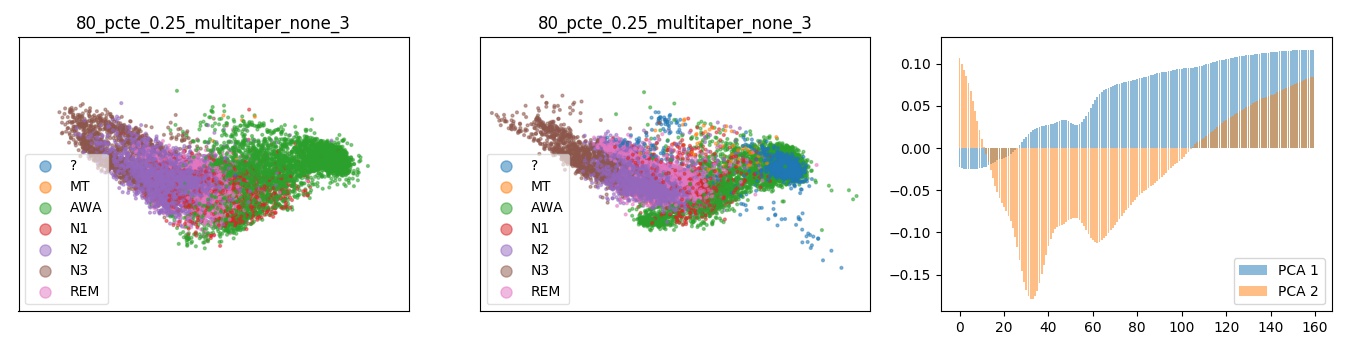 80_pcte_0.25_multitaper_none_3
?
MT
AWA
N1
N2
N3
REM
80_pcte_0.25_multitaper_none_3
?
MT
AWA
N1
N2
N3
REM
0.10
0.05
0.00
−0.05
−0.10
−0.15
0 20 40 60 80 100 120 140 160
PCA 1
PCA 2